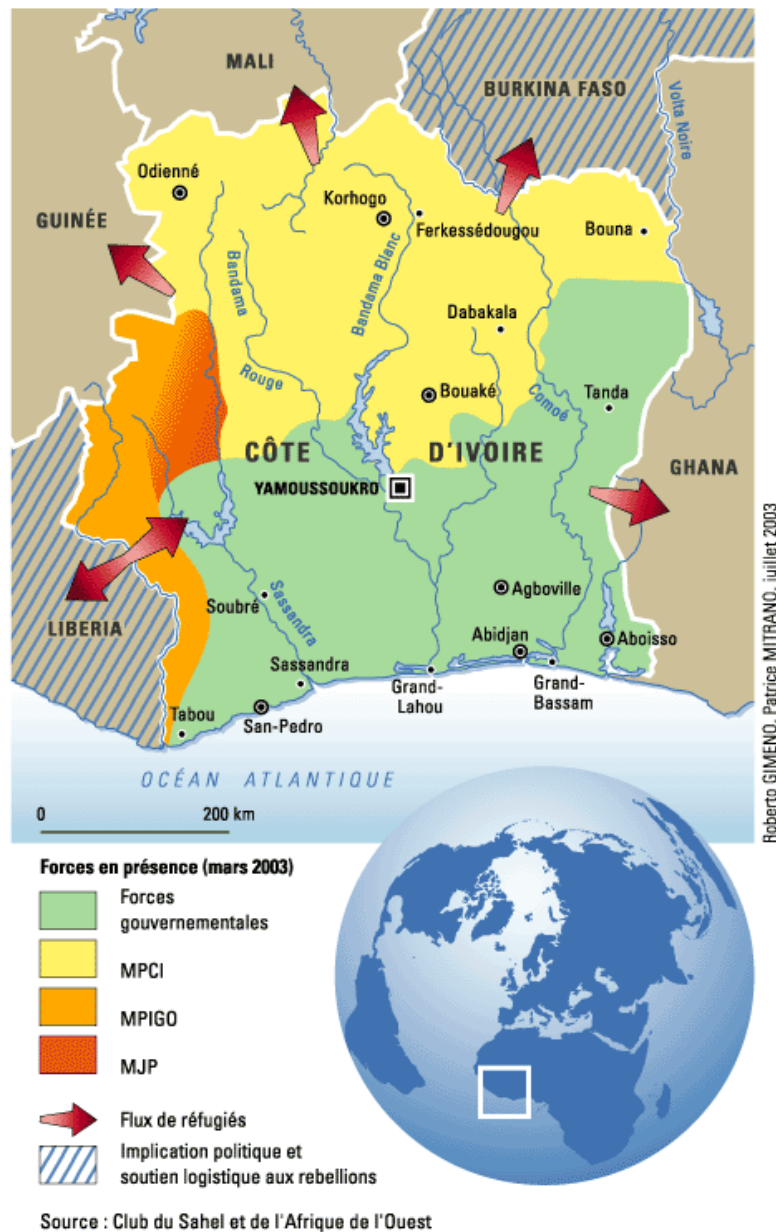 MALI
BURKINA FASO
Volta Noire
Odienné
Korhogo
Ferkessédougou
Bouna
GUINÉE
Bandama
Rouge
Bandama Blanc
Dabakala
Bouaké
Comoé
Tanda
CÔTE
D'IVOIRE
GHANA
YAMOUSSOUKRO
LIBERIA
Soubré
Sassandra
Agboville
Abidjan
Aboisso
Sassandra
Grand-
Lahou
Grand-
Bassam
Tabou
San-Pedro
OCÉAN ATLANTIQUE
0
200 km
Roberto GIMENO, Patrice MITRANO, juillet 2003
Forces en présence (mars 2003)
Forces
gouvernementales
MPCI
MPIGO
MJP
Flux de réfugiés
Implication politique et
soutien logistique aux rebellions
Source : Club du Sahel et de l'Afrique de l'Ouest